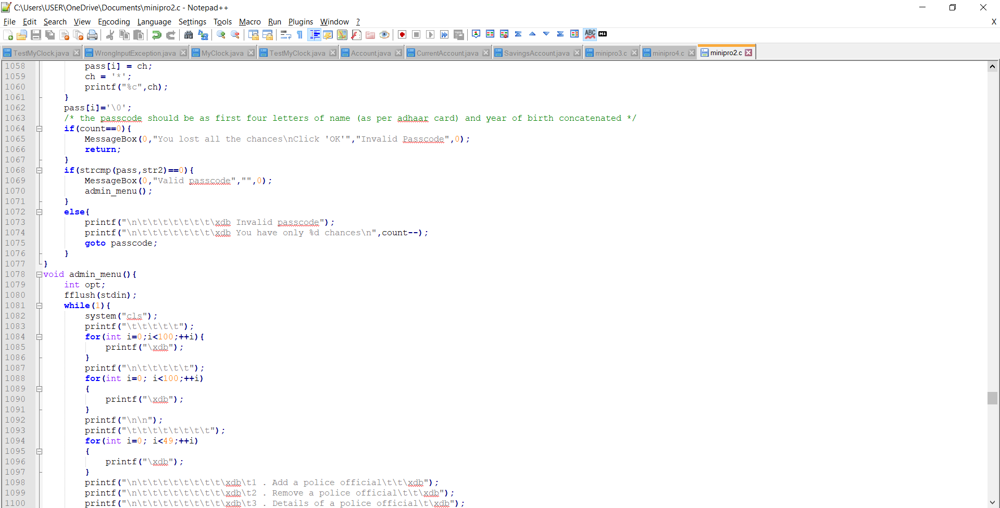 C:\Users\USER\OneDrive\Documents\minipro2.c - Notepad++
File Edit Search View Encoding Language Settings Tools Macro Run Plugins Window ? X
TestMyClock.java WrongInputException.java MyClock.java TestMyClock.java Account.java CurrentAccount.java SavingsAccount.java minipro3.c minipro4.c minipro2.c
1058 pass[i] = ch;
1059 ch = '*';
1060 printf("%c",ch);
1061 }
1062 pass[i]='\0';
1063 /* the passcode should be as first four letters of name (as per adhaar card) and year of birth concatenated */
1064 if(count==0){
1065 MessageBox(0,"You lost all the chances\nClick 'OK'","Invalid Passcode",0);
1066 return;
1067 }
1068 if(strcmp(pass,str2)==0){
1069 MessageBox(0,"Valid passcode","",0);
1070 admin_menu();
1071 }
1072 else{
1073 printf("\n\t\t\t\t\t\t\t\xdb Invalid passcode");
1074 printf("\n\t\t\t\t\t\t\t\xdb You have only %d chances\n",count--);
1075 goto passcode;
1076 }
1077 }
1078 void admin_menu(){
1079 int opt;
1080 fflush(stdin);
1081 while(1){
1082 system("cls");
1083 printf("\t\t\t\t\t");
1084 for(int i=0;i<100;++i){
1085 printf("\xdb");
1086 }
1087 printf("\n\t\t\t\t\t");
1088 for(int i=0; i<100;++i)
1089 {
1090 printf("\xdb");
1091 }
1092 printf("\n\n");
1093 printf("\t\t\t\t\t\t\t\t");
1094 for(int i=0; i<49;++i)
1095 {
1096 printf("\xdb");
1097 }
1098 printf("\n\t\t\t\t\t\t\t\t\xdb\t1 . Add a police official\t\t\xdb");
1099 printf("\n\t\t\t\t\t\t\t\t\xdb\t2 . Remove a police official\t\t\xdb");
1100 printf("\n\t\t\t\t\t\t\t\t\xdb\t3 . Details of a police official\t\xdb");